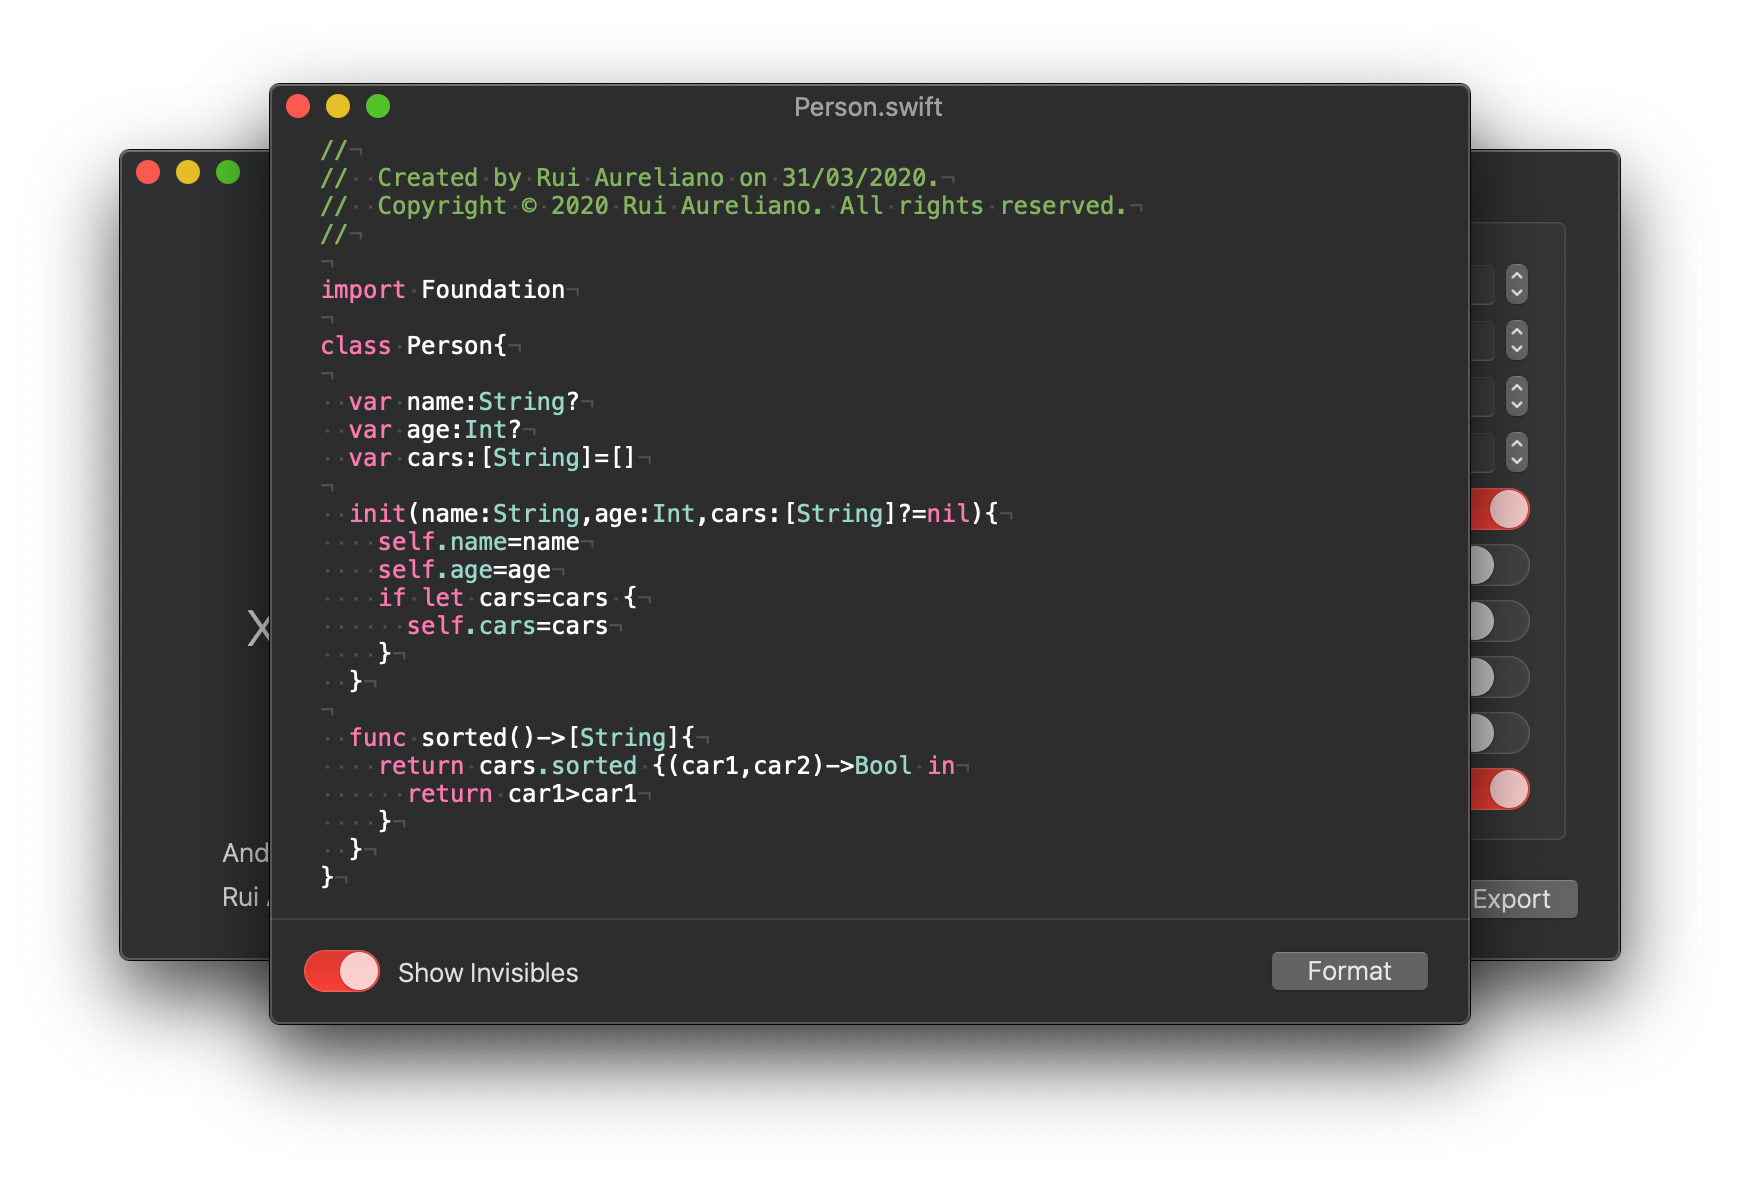 Person.swift
//
//  Created by Rui Aureliano on 31/03/2020.
//  Copyright © 2020 Rui Aureliano. All rights reserved.
//
import Foundation
class Person{
  var name:String?
  var age:Int?
  var cars:[String]=[]
  init(name:String,age:Int,cars:[String]?=nil){
    self.name=name
    self.age=age
    if let cars=cars {
      self.cars=cars
    }
  }
  func sorted()->[String]{
    return cars.sorted {(car1,car2)->Bool in
      return car1>car1
    }
  }
}
Show Invisibles
Format
X
And
Rui
Export